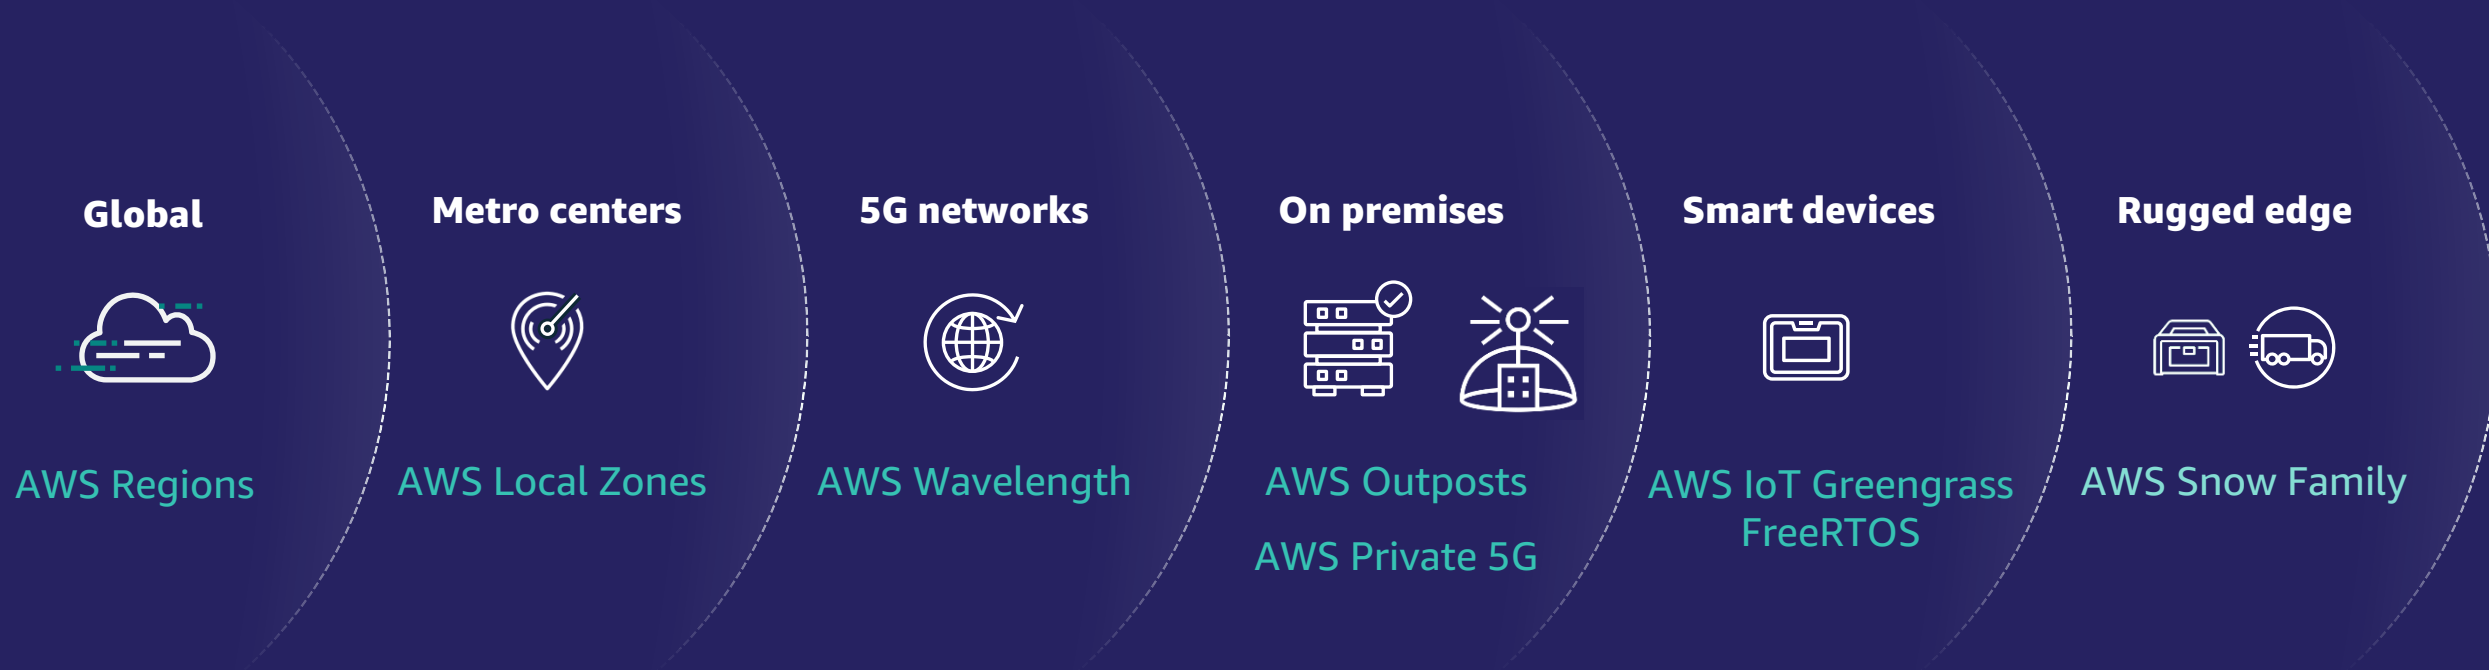 Global
Metro centers
5G networks
On premises
Smart devices
Rugged edge
AWS Regions
AWS Local Zones
AWS Wavelength
AWS Outposts
AWS Private 5G
AWS IoT Greengrass
FreeRTOS
AWS Snow Family